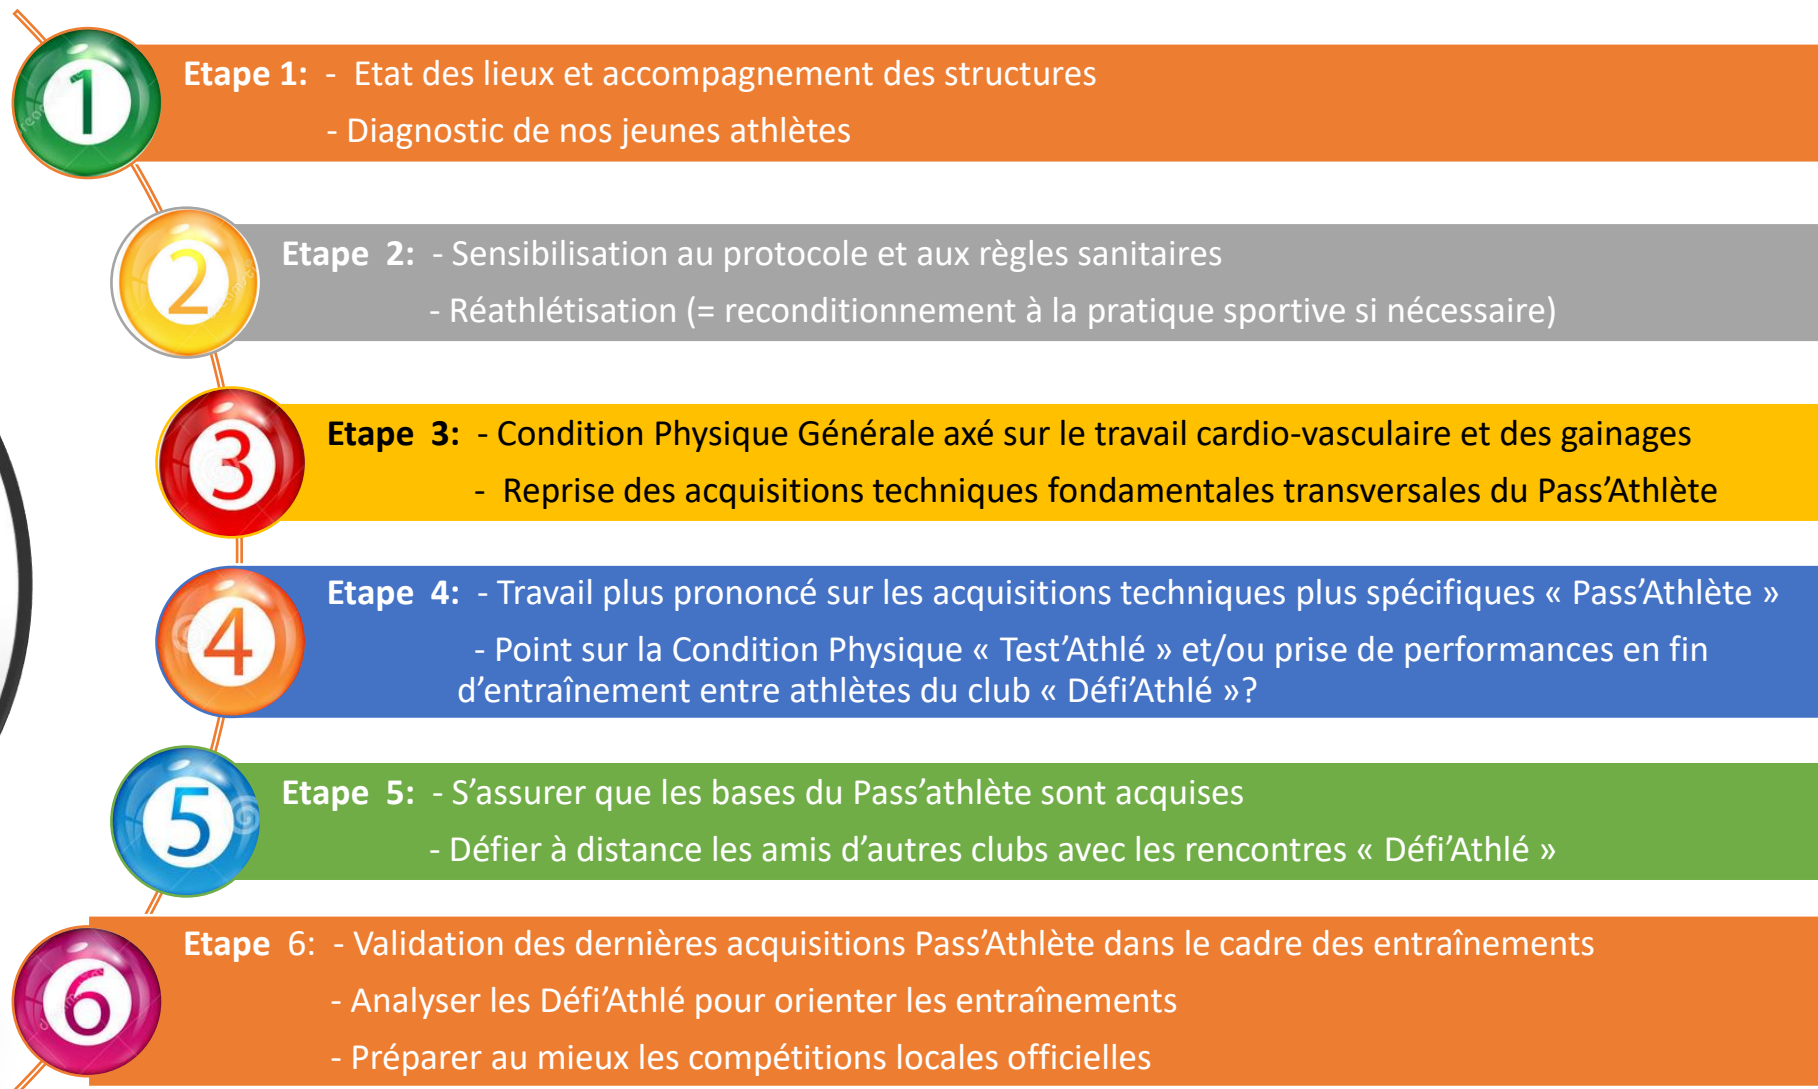 1
Etape 1: - Etat des lieux et accompagnement des structures
- Diagnostic de nos jeunes athlètes
2
Etape 2: - Sensibilisation au protocole et aux règles sanitaires
- Réathlétisation (= reconditionnement à la pratique sportive si nécessaire)
3
Etape 3: - Condition Physique Générale axé sur le travail cardio-vasculaire et des gainages
- Reprise des acquisitions techniques fondamentales transversales du Pass’Athlète
4
Etape 4: - Travail plus prononcé sur les acquisitions techniques plus spécifiques « Pass’Athlète »
- Point sur la Condition Physique « Test’Athlé » et/ou prise de performances en fin
d’entraînement entre athlètes du club « Défi’Athlé »?
5
Etape 5: - S’assurer que les bases du Pass’athlète sont acquises
- Défier à distance les amis d’autres clubs avec les rencontres « Défi’Athlé »
6
Etape 6: - Validation des dernières acquisitions Pass’Athlète dans le cadre des entraînements
- Analyser les Défi’Athlé pour orienter les entraînements
- Préparer au mieux les compétitions locales officielles